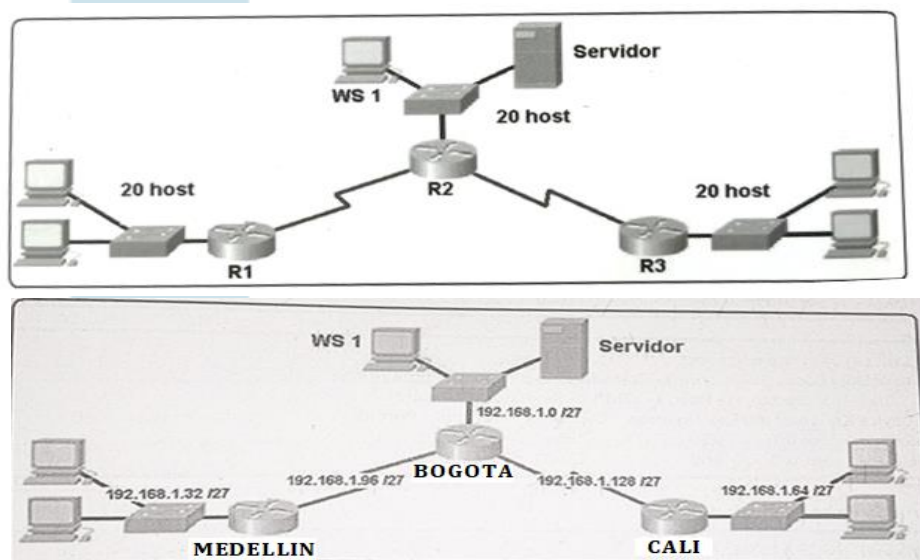 Servidor
WS 1
20 host
R2
20 host
R1
20 host
R3
WS 1
Servidor
192.168.1.0 /27
BOGOTA
192.168.1.96 /27
192.168.1.128 /27
192.168.1.32 /27
192.168.1.64 /27
MEDELLIN
CALI